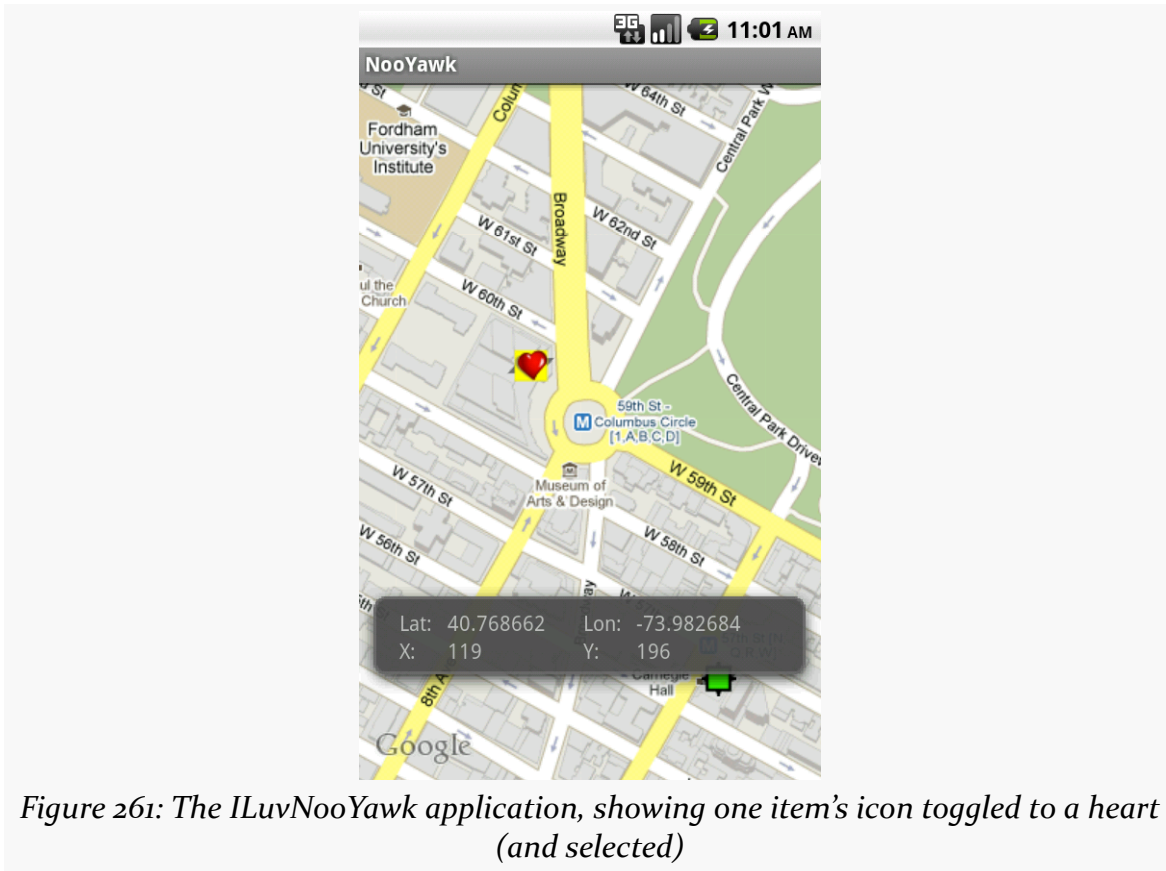 3G
11:01 AM
NooYawk
W 64th St
Central Park W
Colum
d St
Fordham
University's
Institute
Broadway
W 62nd St
W 61st St
ul the
Church
W 60th St
59th St -
Columbus Circle
[1,A,B,C,D]
M
Central Park Drivew
W 59th St
Museum of
Arts & Design
W 57th St
W 58th St
W 56th St
Lat: 40.768662 Lon: -73.982684
X: 119 Y: 196
Carnegie
Hall
8th A
Google
Figure 261: The ILuvNooYawk application, showing one item's icon toggled to a heart
(and selected)